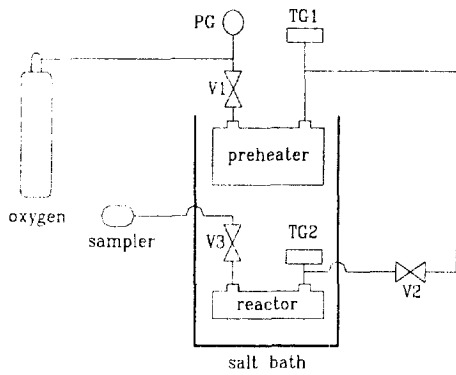 PG
TG1
V1
preheater
oxygen
sampler
V3
TG2
V2
reactor
salt bath